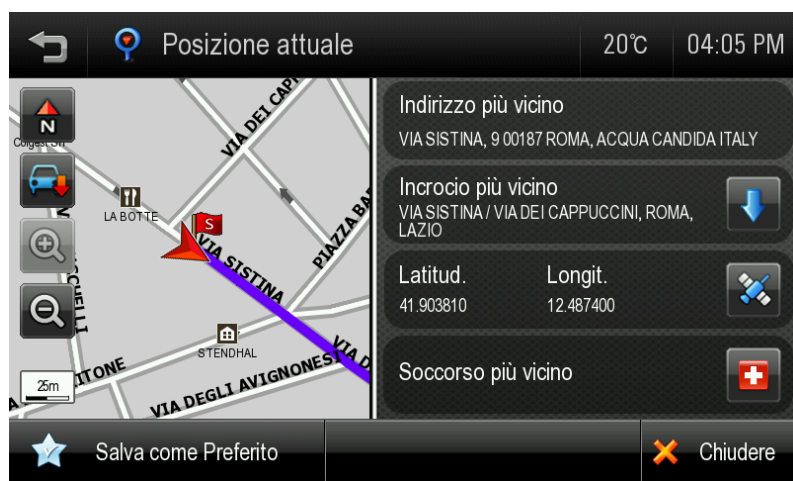 Posizione attuale
20°C
04:05 PM
N
VIA DEI CAP
LA BOTTE
S
VIA SISTINA
PIAZZA BA
STENDHAL
VIA DEGLI AVIGNONES
25m
Indirizzo più vicino
VIA SISTINA, 9 00187 ROMA, ACQUA CANDIDA ITALY
Incrocio più vicino
VIA SISTINA / VIA DEI CAPPUCCINI, ROMA,
LAZIO
Latitud.
Longit.
41.903810
12.487400
Soccorso più vicino
Salva come Preferito
Chiudere